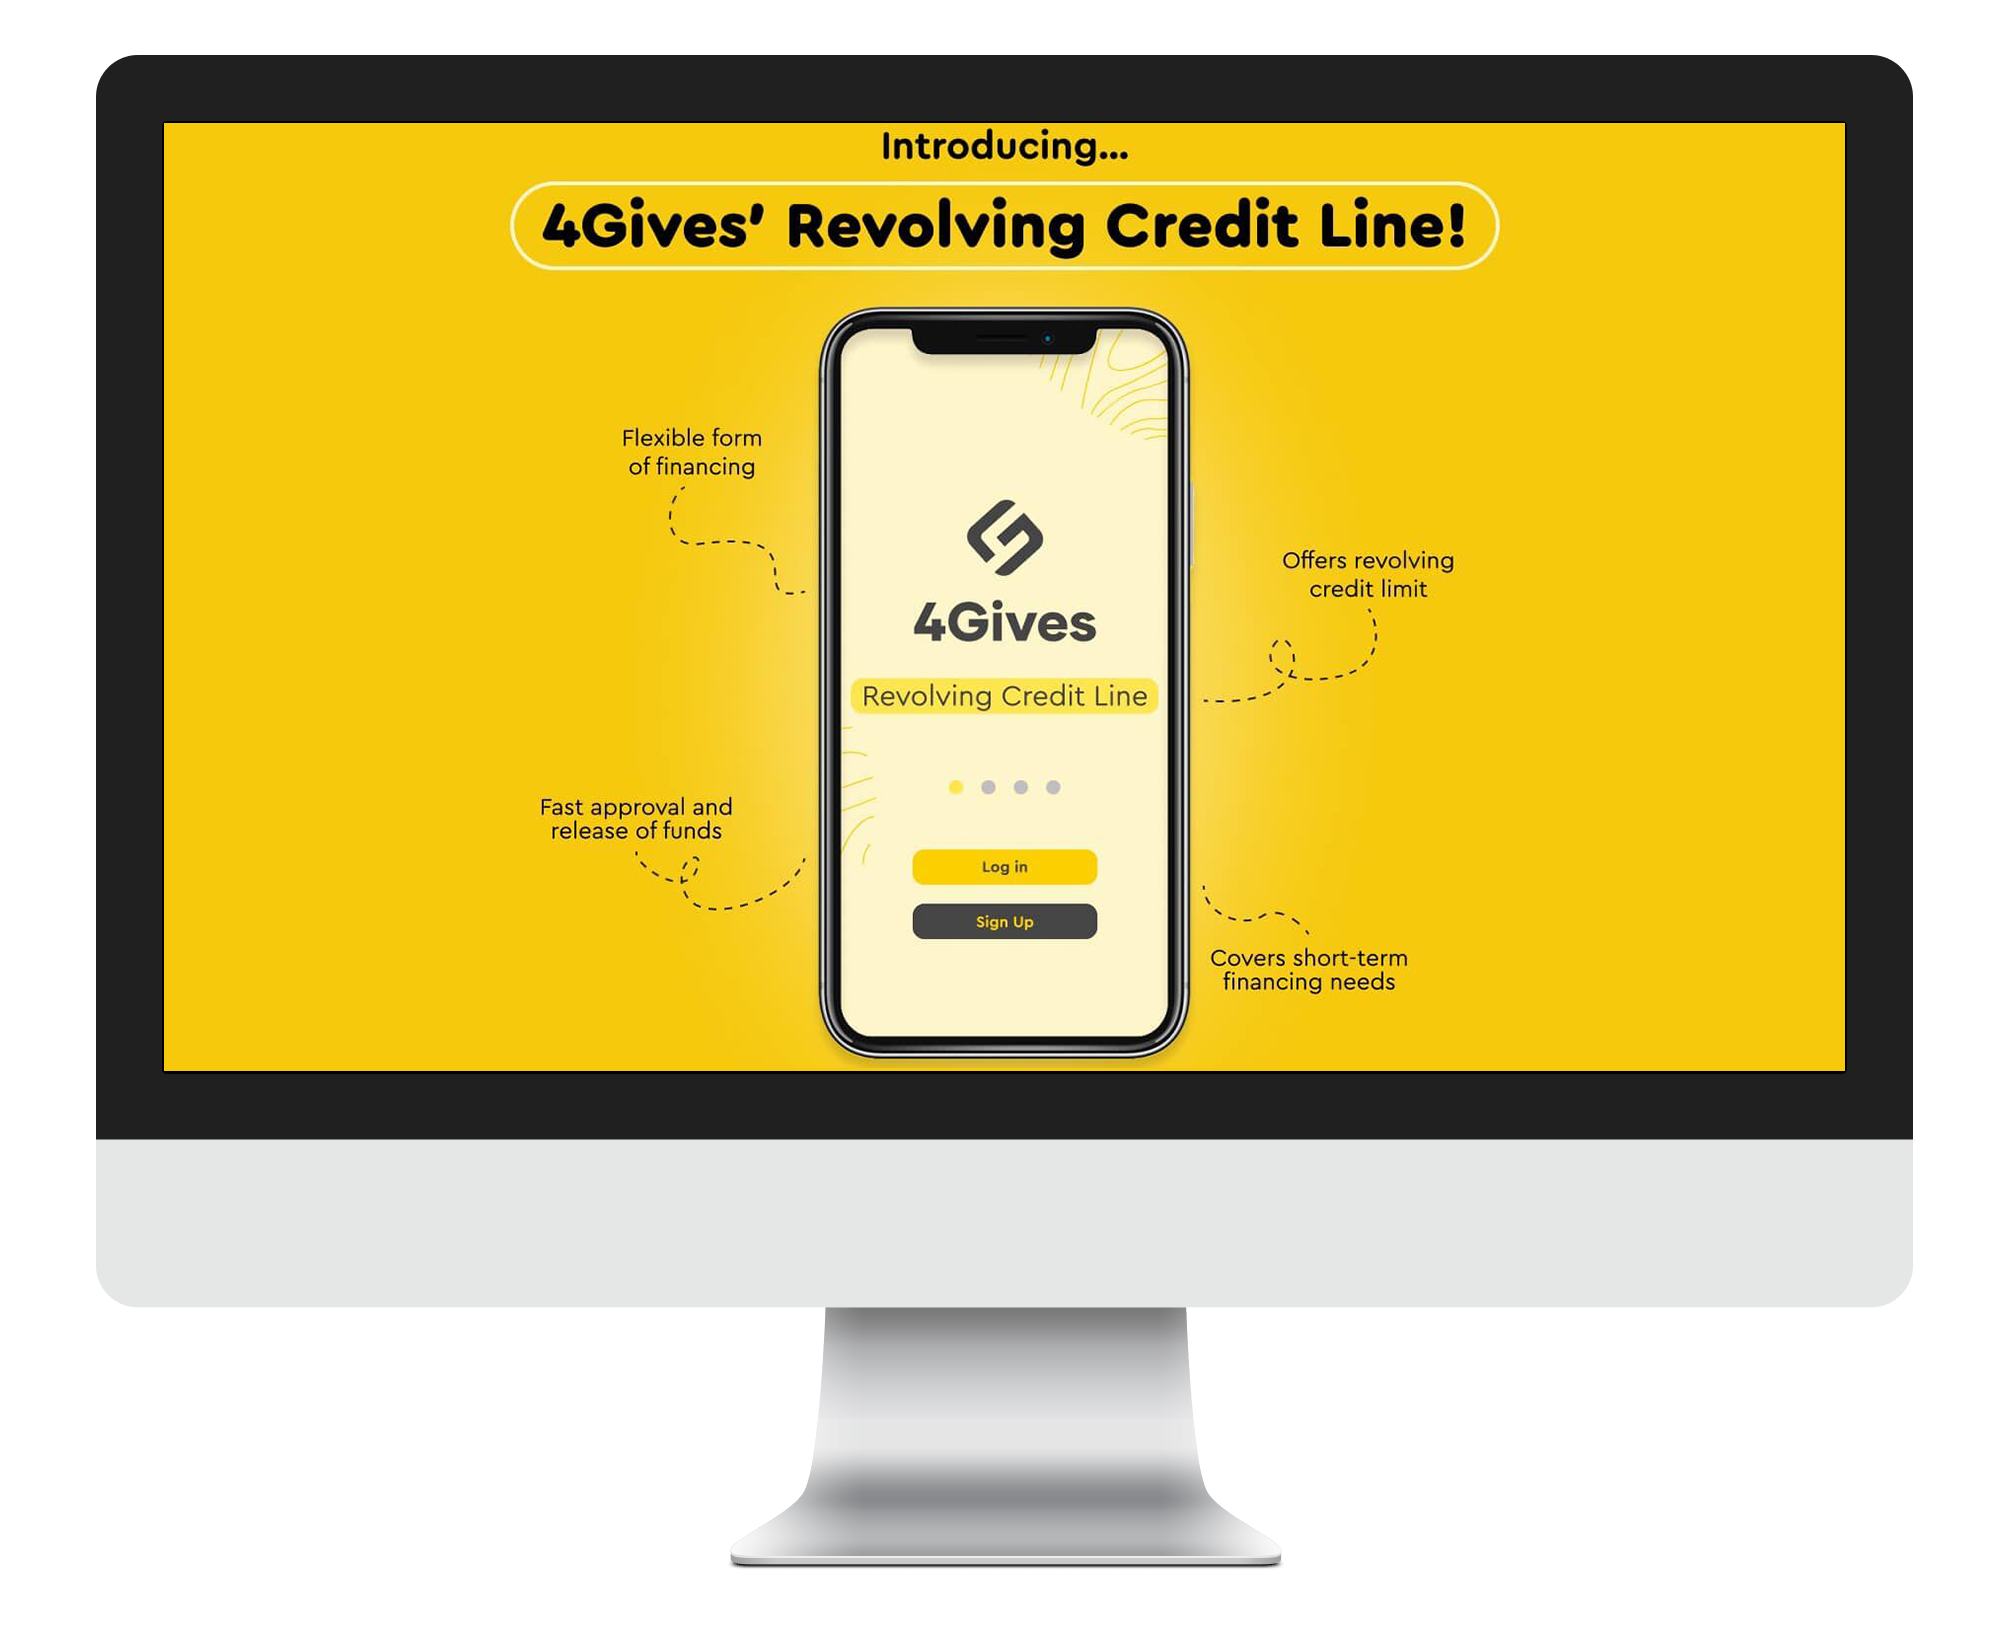 Introducing...
4Gives' Revolving Credit Line!
Flexible form
of financing
Offers revolving
credit limit
4Gives
Revolving Credit Line
Fast approval and
release of funds
Log in
Sign Up
Covers short-term
financing needs